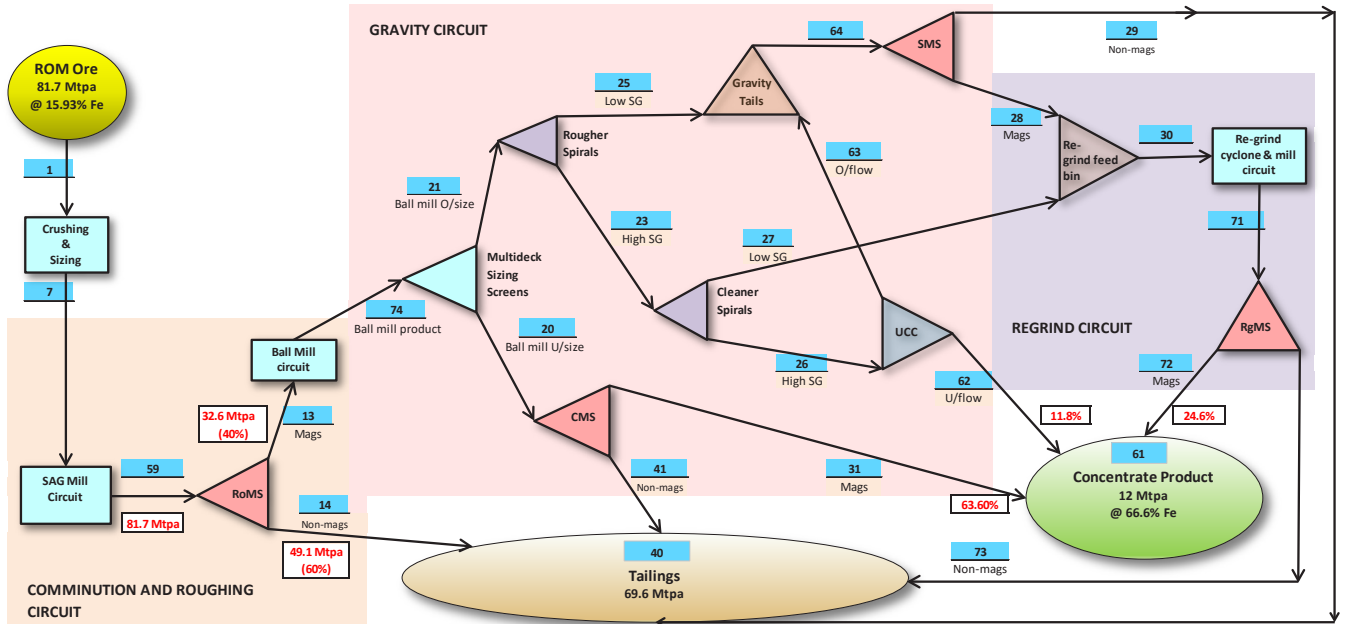 GRAVITY CIRCUIT
ROM Ore
81.7 Mtpa
@ 15.93% Fe
1
Crushing
&
Sizing
7
SAG Mill
Circuit
59
81.7 Mtpa
RoMS
32.6 Mtpa
(40%)
13
Mags
14
Non-mags
49.1 Mtpa
(60%)
Ball Mill
circuit
COMMINUTION AND ROUGHING
CIRCUIT
74
Ball mill product
Multideck
Sizing
Screens
21
Ball mill O/size
20
Ball mill U/size
Rougher
Spirals
25
Low SG
23
High SG
Gravity
Tails
64
SMS
29
Non-mags
28
Mags
63
O/flow
27
Low SG
Cleaner
Spirals
26
High SG
UCC
62
U/flow
CMS
41
Non-mags
31
Mags
63.60%
Re-
grind feed
bin
30
Re-grind
cyclone & mill
circuit
71
REGRIND CIRCUIT
RgMS
72
Mags
11.8%
24.6%
61
Concentrate Product
12 Mtpa
@ 66.6% Fe
73
Non-mags
40
Tailings
69.6 Mtpa